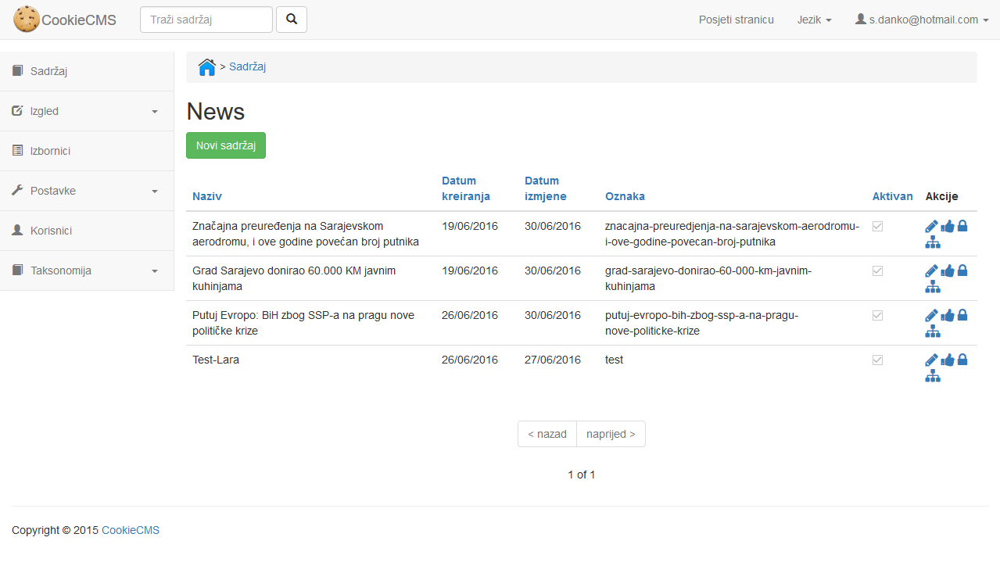 CookieCMS
Traži sadržaj
Posjeti stranicu
Jezik
s.danko@hotmail.com
Sadržaj
Izgled
Izbornici
Postavke
Korisnici
Taksonomija
> Sadržaj
News
Novi sadržaj
Naziv
Datum
kreiranja
Datum
izmjene
Oznaka
Aktivan
Akcije
Značajna preuređenja na Sarajevskom
aerodromu, i ove godine povećan broj putnika
19/06/2016
30/06/2016
znacajna-preuredjenja-na-sarajevskom-aerodromu-
i-ove-godine-povecan-broj-putnika
Grad Sarajevo donirao 60.000 KM javnim
kuhinjama
19/06/2016
30/06/2016
grad-sarajevo-donirao-60-000-km-javnim-
kuhinjama
Putuj Evropo: BiH zbog SSP-a na pragu nove
političke krize
26/06/2016
30/06/2016
putuj-evropo-bih-zbog-ssp-a-na-pragu-
nove-politicke-krize
Test-Lara
26/06/2016
27/06/2016
test
< nazad
naprijed >
1 of 1
Copyright © 2015 CookieCMS